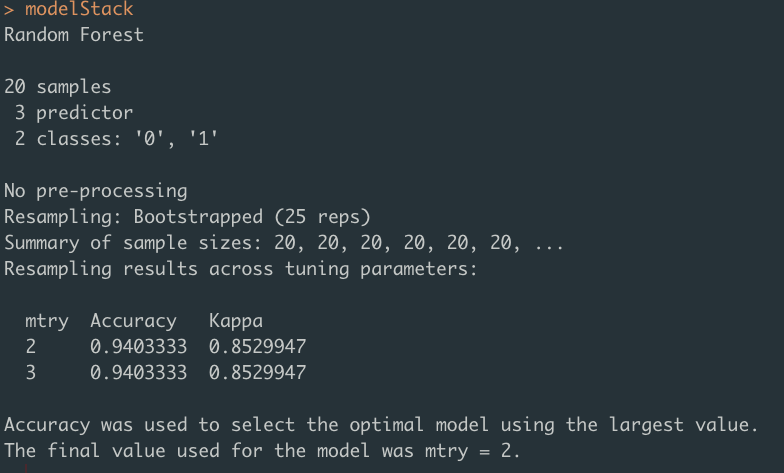 > modelStack
Random Forest

20 samples
 3 predictor
 2 classes: '0', '1'

No pre-processing
Resampling: Bootstrapped (25 reps)
Summary of sample sizes: 20, 20, 20, 20, 20, 20, ...
Resampling results across tuning parameters:

  mtry  Accuracy   Kappa
  2     0.9403333  0.8529947
  3     0.9403333  0.8529947

Accuracy was used to select the optimal model using the largest value.
The final value used for the model was mtry = 2.